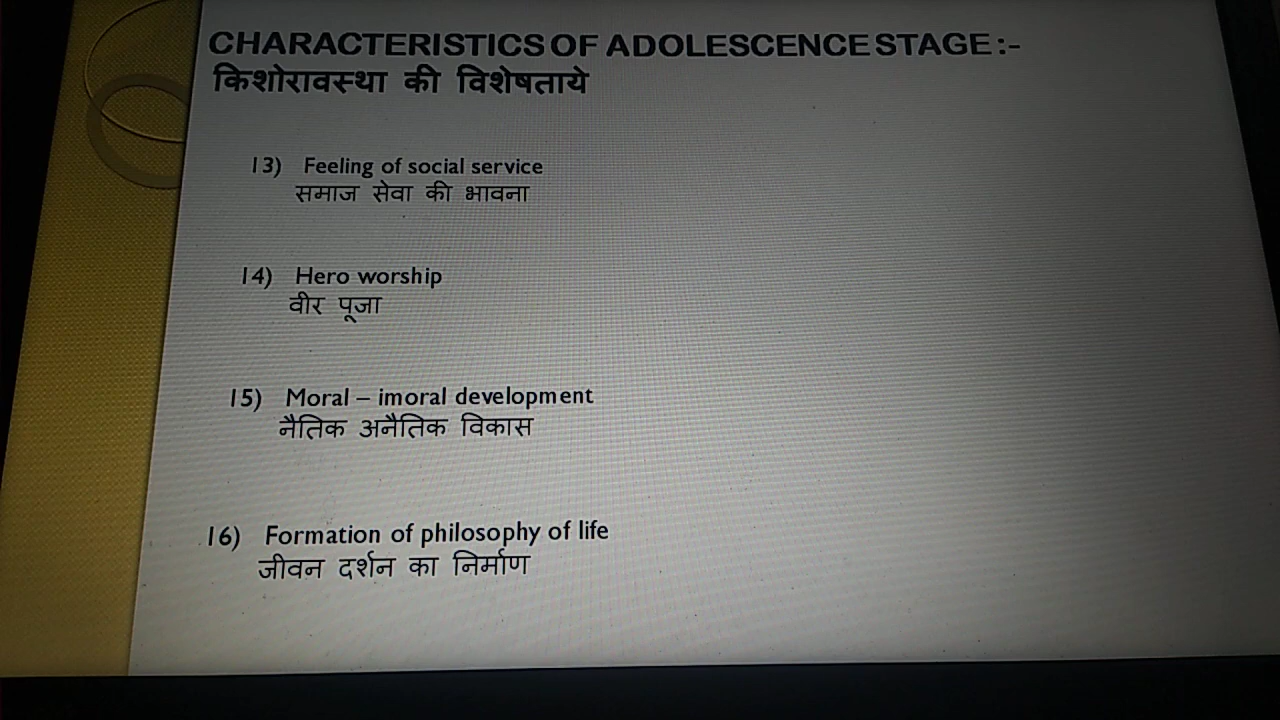 CHARACTERISTICS OF ADOLESCENCE STAGE :-
किशोरावस्था की विशेषताये
13) Feeling of social service
समाज सेवा की भावना
14) Hero worship
वीर पूजा
15) Moral – imoral development
नैतिक अनैतिक विकास
16) Formation of philosophy of life
जीवन दर्शन का निर्माण